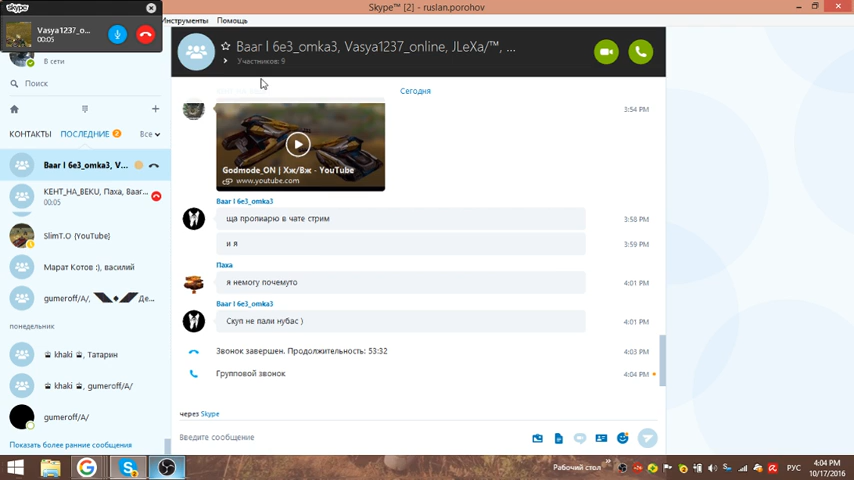 Skype™ [2] - ruslan.porohov
skype
Vasya1237_o...
00:05
Инструменты Помощь
В сети
Поиск
КОНТАКТЫ ПОСЛЕДНИЕ 2 Все
Baar l 6e3_omka3, V...
КЕНТ_НА_BEKU, Паха, Baar...
00:05
SlimT.O {YouTube}
Марат Котов :), василий
gumeroff/A/, Де...
понедельник
khaki, Татарин
khaki, gumeroff/A/
gumeroff/A/
Показать более ранние сообщения
Baar l 6e3_omka3, Vasya1237_online, JLeXa/™, ...
Участников: 9
Сегодня
3:54 PM
Godmode_ON | Хж/Вж - YouTube
www.youtube.com
Baar l 6e3_omka3
ща пропиарю в чате стрим 3:58 PM
и я 3:59 PM
Паха
я немогу почемуто 4:01 PM
Baar l 6e3_omka3
Скуп не пали нубас ) 4:01 PM
Звонок завершен. Продолжительность: 53:32 4:03 PM
Групповой звонок 4:04 PM
через Skype
Введите сообщение
Рабочий стол
РУС
4:04 PM
10/17/2016